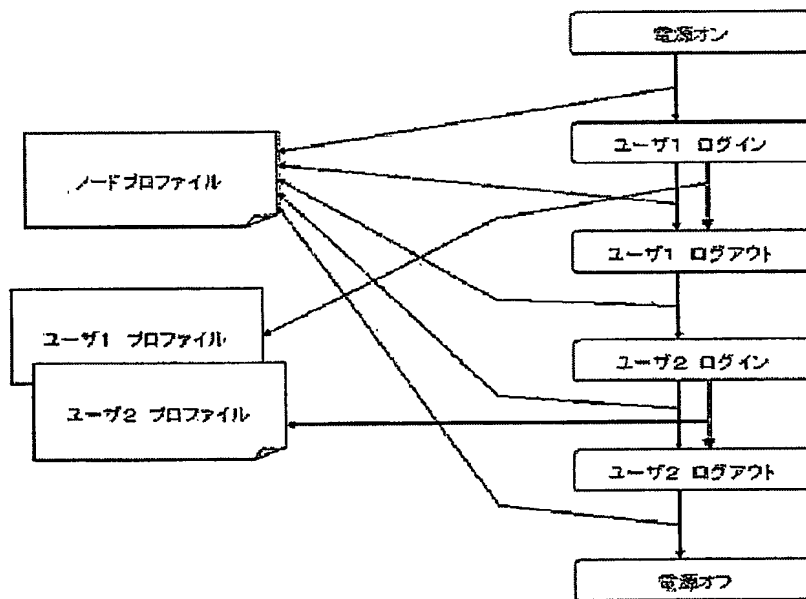 電源オン
ユーザ1 ログイン
ノードプロファイル
ユーザ1 ログアウト
ユーザ1 プロファイル
ユーザ2 ログイン
ユーザ2 プロファイル
ユーザ2 ログアウト
電源オフ